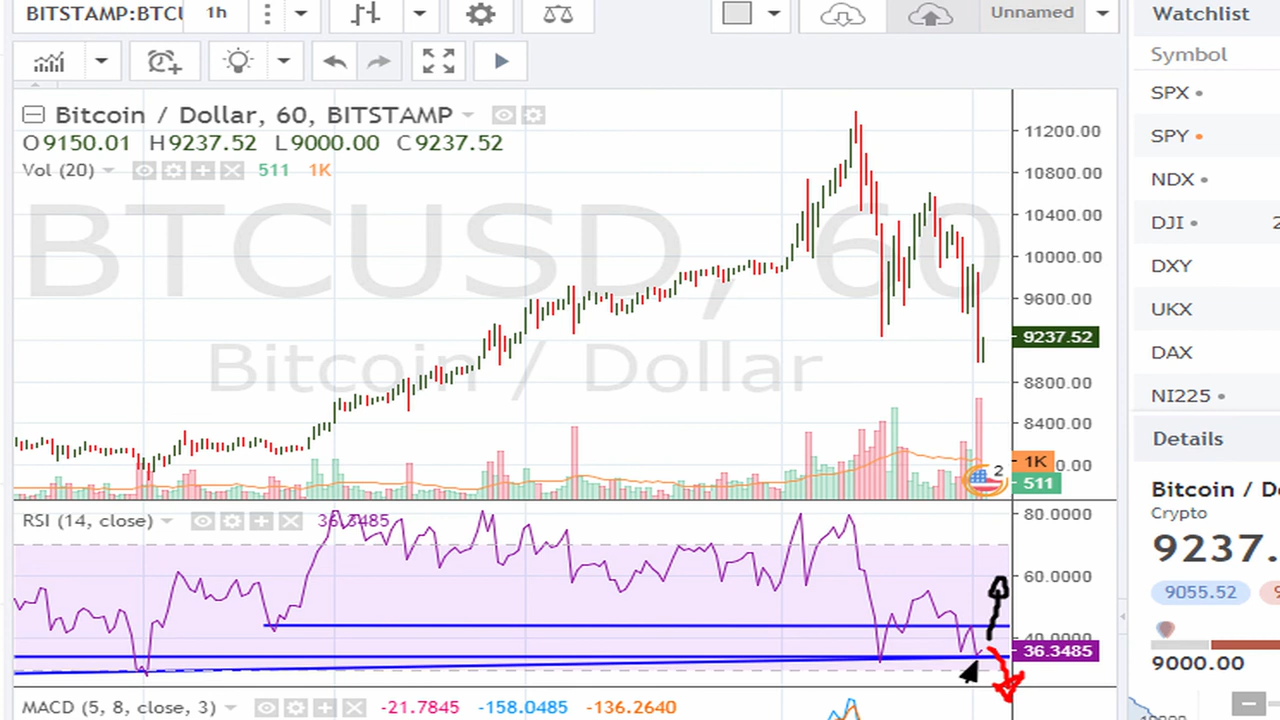 BITSTAMP:BTCU 1h Unnamed
Bitcoin / Dollar, 60, BITSTAMP
O9150.01 H9237.52 L9000.00 C9237.52
Vol (20) 511 1K
BTCUSD, 60
Bitcoin / Dollar
11200.00
10800.00
10400.00
10000.00
9600.00
9237.52
8800.00
8400.00
1K 0.00
511
2
RSI (14, close) 36.3485
80.0000
60.0000
40.0000
36.3485
MACD (5, 8, close, 3) -21.7845 -158.0485 -136.2640
Watchlist
Symbol
SPX
SPY
NDX
DJI 2
DXY
UKX
DAX
NI225
Details
Bitcoin / Do
Crypto
9237.
9055.52 9
9000.00